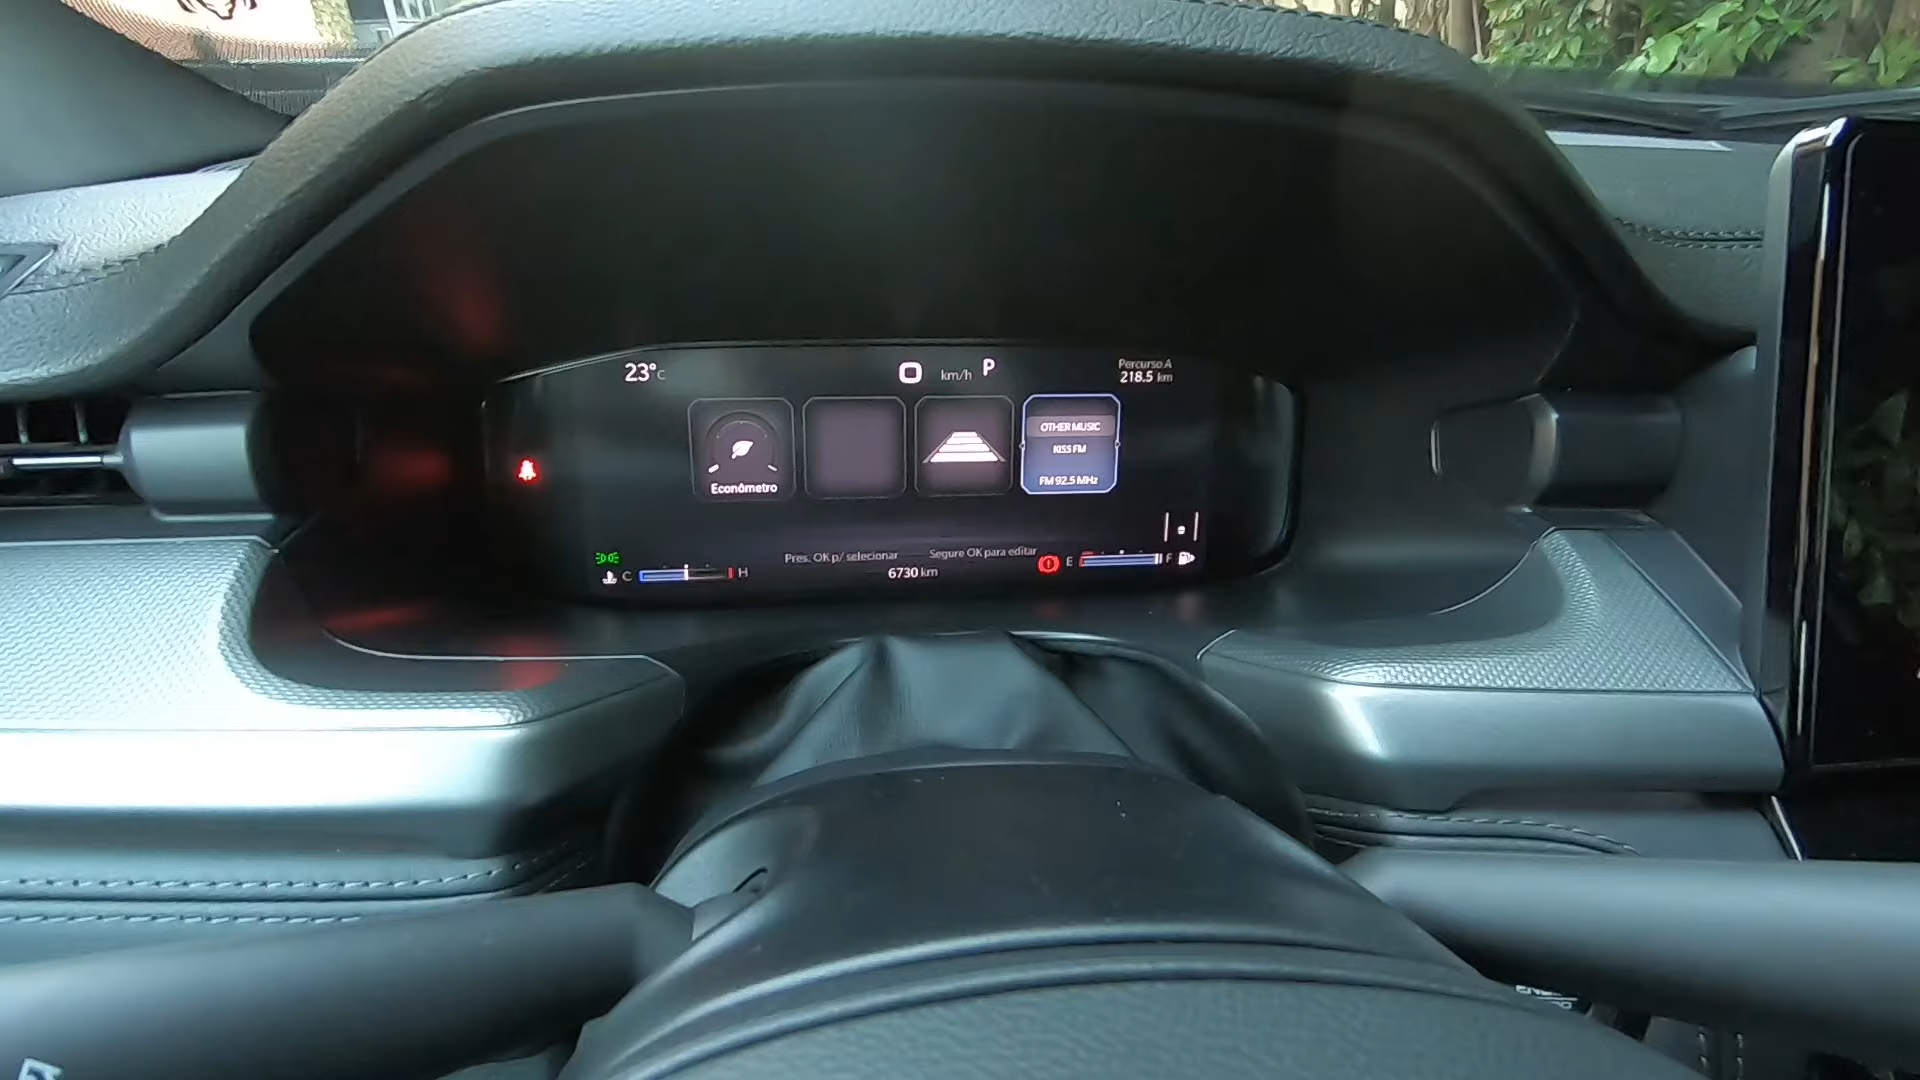 23°C
0 km/h P
Percurso A
218.5 km
Econômetro
OTHER MUSIC
KISS FM
FM 92.5 MHz
Pres. OK p/ selecionar
Segure OK para editar
C H
6730 km
E F